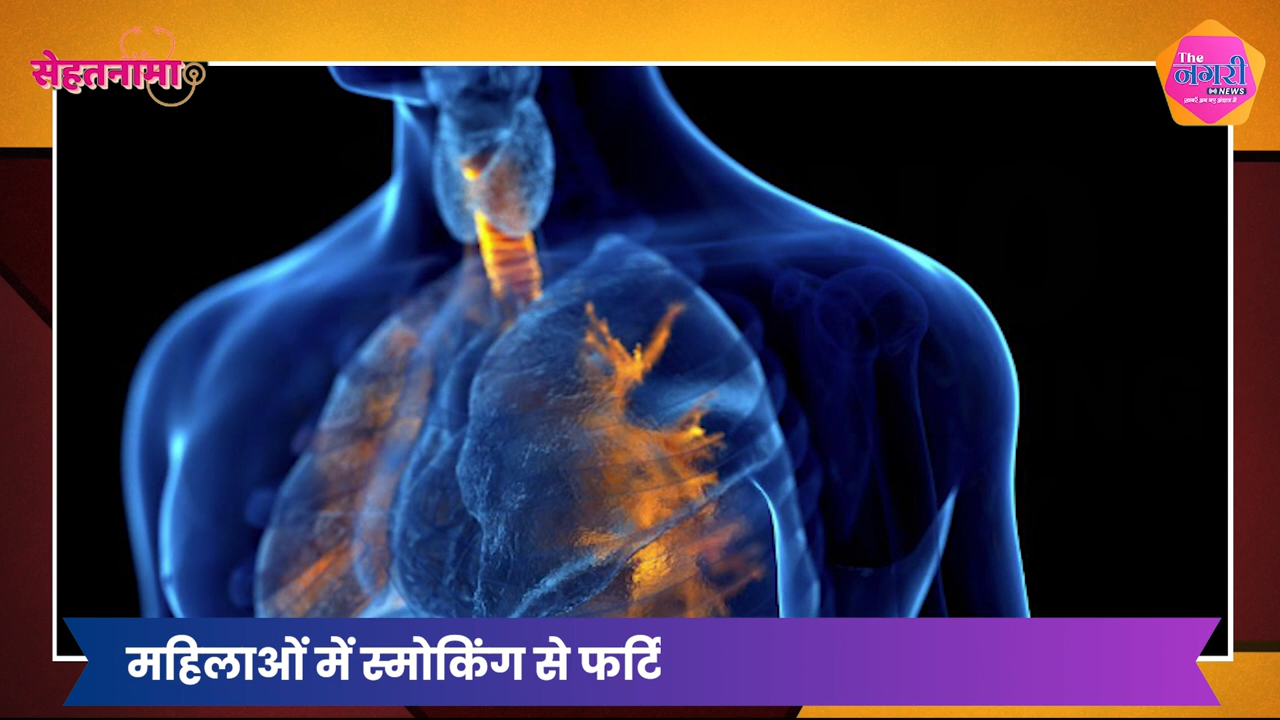 सेहतनामा
The
नगरी
NEWS
महिलाओं में स्मोकिंग से फर्टि